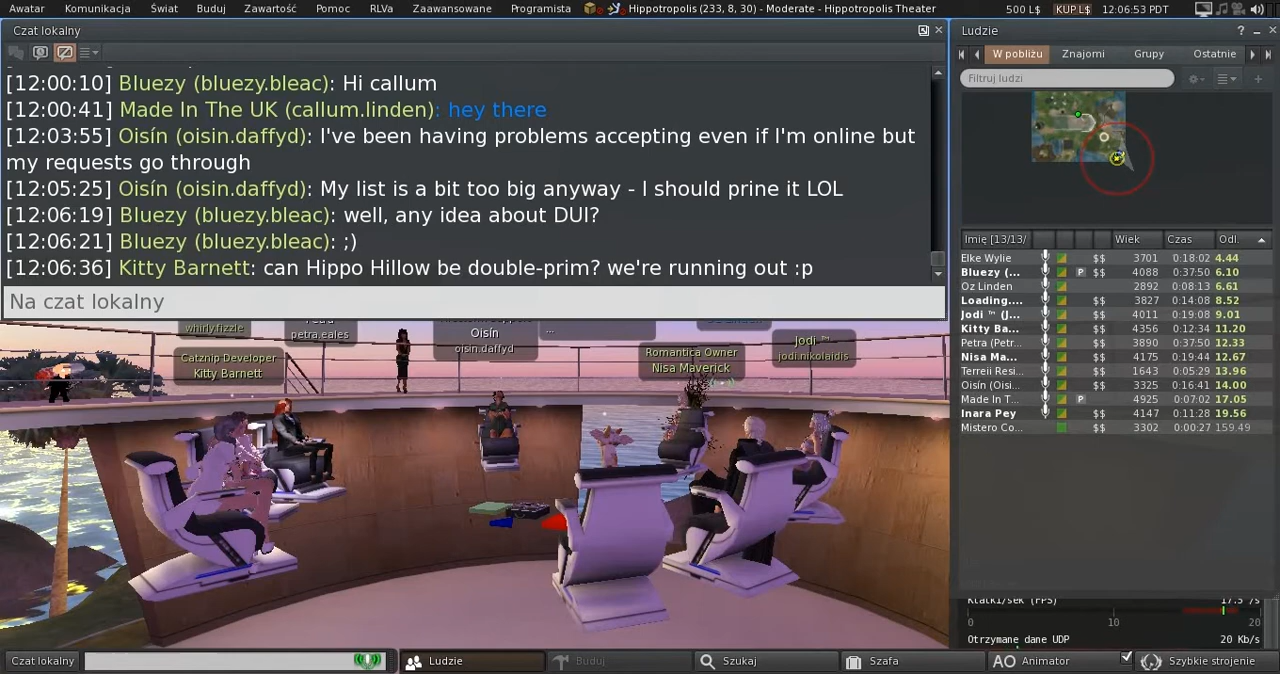 Awatar Komunikacja Świat Buduj Zawartość Pomoc RLVa Zaawansowane Programista Hippotropolis (233, 8, 30) - Moderate - Hippotropolis Theater 500 L$ KUP L$ 12:06:53 PDT
Czat lokalny
[12:00:10] Bluezy (bluezy.bleac): Hi callum
[12:00:41] Made In The UK (callum.linden): hey there
[12:03:55] Oisín (oisin.daffyd): I've been having problems accepting even if I'm online but
my requests go through
[12:05:25] Oisín (oisin.daffyd): My list is a bit too big anyway - I should prine it LOL
[12:06:19] Bluezy (bluezy.bleac): well, any idea about DUI?
[12:06:21] Bluezy (bluezy.bleac): ;)
[12:06:36] Kitty Barnett: can Hippo Hillow be double-prim? we're running out :p
Na czat lokalny
whirly.fizzle
petra.eales
Oisín
oisin.daffyd
...
Catznip Developer
Kitty Barnett
Romantica Owner
Nisa Maverick
Jodi ™
jodi.nikolaidis
Ludzie
W pobliżu Znajomi Grupy Ostatnie
Filtruj ludzi
Imię [13/13/ Wiek Czas Odl.
Elke Wylie $$ 3701 0:18:02 4.44
Bluezy (... P $$ 4088 0:37:50 6.10
Oz Linden 2892 0:08:13 6.61
Loading.... $$ 3827 0:14:08 8.52
Jodi ™ (J... $$ 4011 0:19:08 9.01
Kitty Ba... $$ 4356 0:12:34 11.20
Petra (Petr... $$ 3890 0:37:50 12.33
Nisa Ma... $$ 4175 0:19:44 12.67
Terreii Resi... 1643 0:05:29 13.96
Oisín (Oisi... $$ 3325 0:16:41 14.00
Made In T... P 4925 0:07:02 17.05
Inara Pey $$ 4147 0:11:28 19.56
Mistero Co... $$ 3302 0:00:27 159.49
Klatki/sek (FPS) 17.5 /s
0 10 20
Otrzymane dane UDP 20 Kb/s
Czat lokalny Ludzie Buduj Szukaj Szafa AO Animator Szybkie strojenie